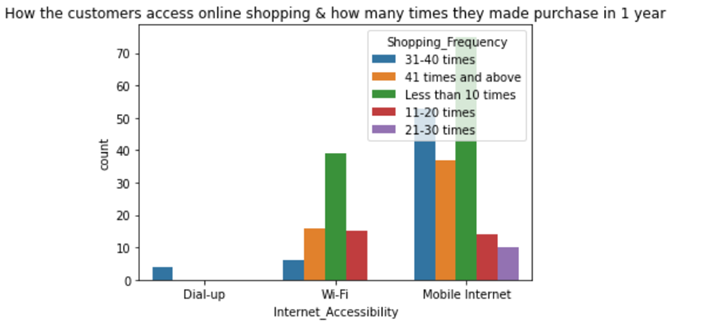 How the customers access online shopping & how many times they made purchase in 1 year
Shopping_Frequency
31-40 times
41 times and above
Less than 10 times
11-20 times
21-30 times
70
60
50
40
30
20
10
0
count
Dial-up
Wi-Fi
Mobile Internet
Internet_Accessibility